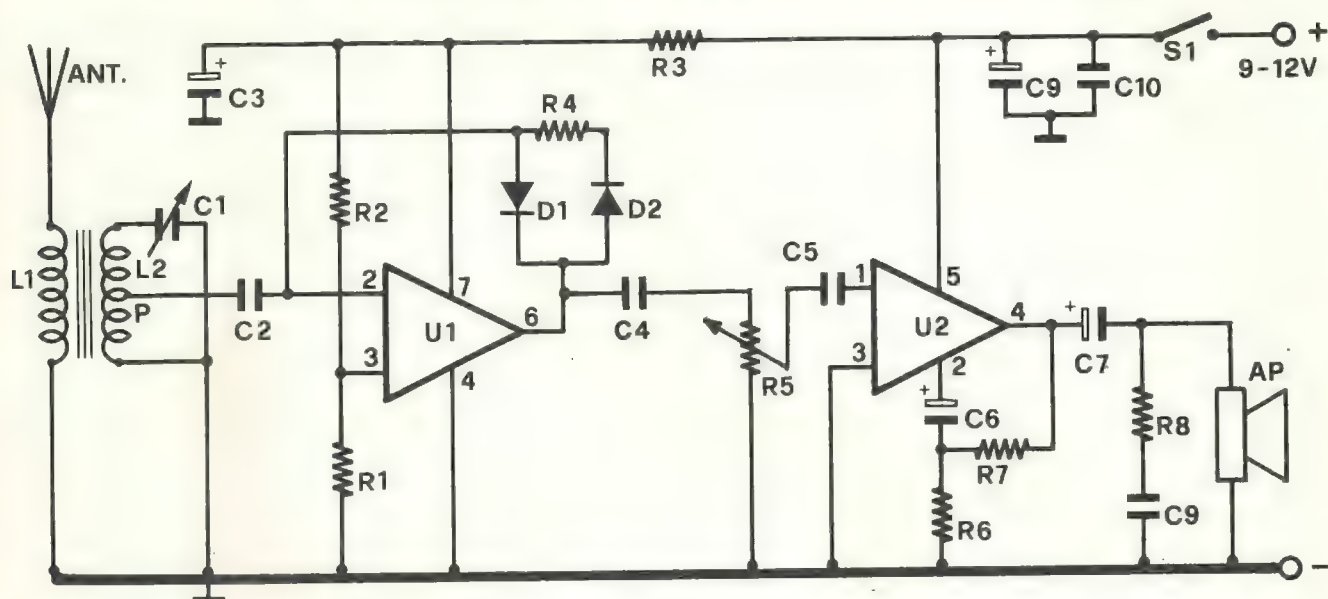 +
S1
9-12V
ANT.
+
C3
R3
+
C9
C10
R4
R2
D1
D2
C1
L1
L2
P
C2
2
7
U1
6
3
4
C4
C5
R5
1
5
U2
4
3
2
+
C7
AP
+
C6
R7
R8
R1
R6
C9
-